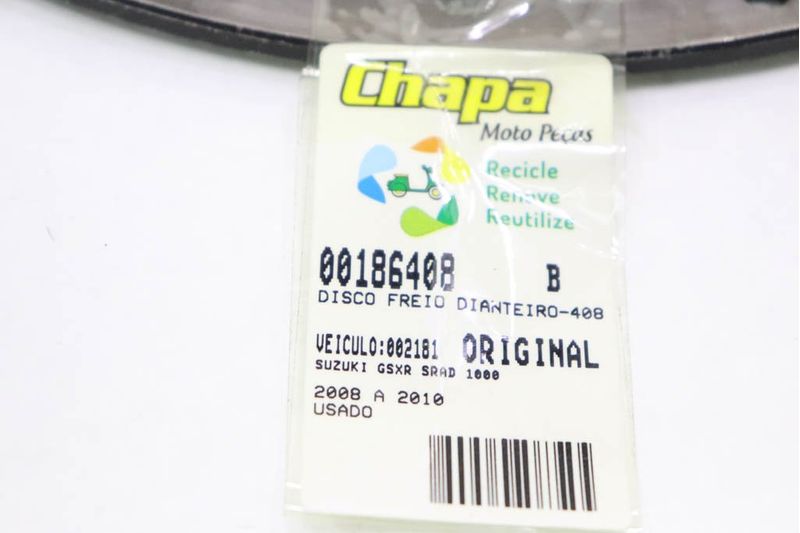 Chapa
Moto Peças
Recicle
Renove
Reutilize
00186408 B
DISCO FREIO DIANTEIRO-408
VEICULO:002181 ORIGINAL
SUZUKI GSXR SRAD 1000
2008 A 2010
USADO